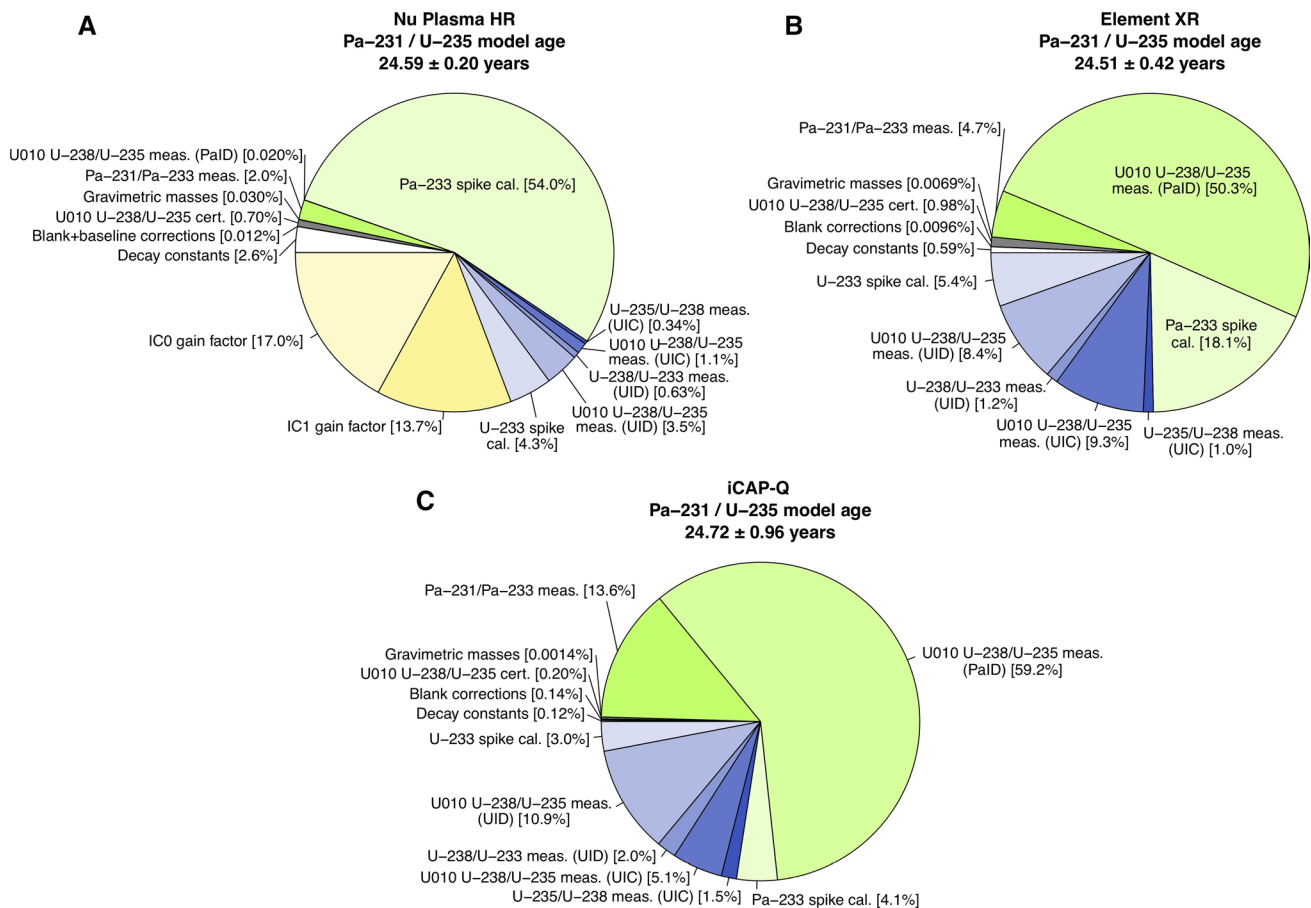 A
Nu Plasma HR
Pa–231 / U–235 model age
24.59 ± 0.20 years
U010 U–238/U–235 meas. (PaID) [0.020%]
Pa–231/Pa–233 meas. [2.0%]
Gravimetric masses [0.030%]
U010 U–238/U–235 cert. [0.70%]
Blank+baseline corrections [0.012%]
Decay constants [2.6%]
Pa–233 spike cal. [54.0%]
IC0 gain factor [17.0%]
IC1 gain factor [13.7%]
U–233 spike
cal. [4.3%]
U–235/U–238 meas.
(UIC) [0.34%]
U010 U–238/U–235
meas. (UIC) [1.1%]
U–238/U–233 meas.
(UID) [0.63%]
U010 U–238/U–235
meas. (UID) [3.5%]
B
Element XR
Pa–231 / U–235 model age
24.51 ± 0.42 years
Pa–231/Pa–233 meas. [4.7%]
Gravimetric masses [0.0069%]
U010 U–238/U–235 cert. [0.98%]
Blank corrections [0.0096%]
Decay constants [0.59%]
U–233 spike cal. [5.4%]
U010 U–238/U–235
meas. (UID) [8.4%]
U–238/U–233 meas.
(UID) [1.2%]
U010 U–238/U–235
meas. (UIC) [9.3%]
U–235/U–238 meas.
(UIC) [1.0%]
U010 U–238/U–235
meas. (PaID) [50.3%]
Pa–233 spike
cal. [18.1%]
C
iCAP-Q
Pa–231 / U–235 model age
24.72 ± 0.96 years
Pa–231/Pa–233 meas. [13.6%]
Gravimetric masses [0.0014%]
U010 U–238/U–235 cert. [0.20%]
Blank corrections [0.14%]
Decay constants [0.12%]
U–233 spike cal. [3.0%]
U010 U–238/U–235 meas.
(UID) [10.9%]
U–238/U–233 meas. (UID) [2.0%]
U010 U–238/U–235 meas. (UIC) [5.1%]
U–235/U–238 meas. (UIC) [1.5%]
Pa–233 spike cal. [4.1%]
U010 U–238/U–235 meas.
(PaID) [59.2%]